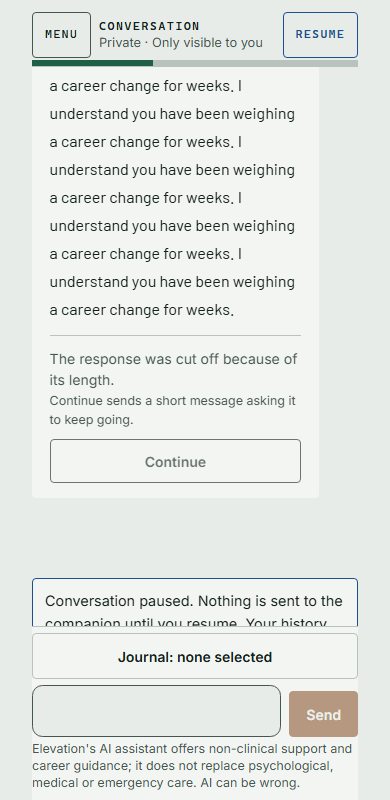 MENU
CONVERSATION
Private · Only visible to you
RESUME
a career change for weeks. I
understand you have been weighing
a career change for weeks. I
understand you have been weighing
a career change for weeks. I
understand you have been weighing
a career change for weeks. I
understand you have been weighing
a career change for weeks.
The response was cut off because of
its length.
Continue sends a short message asking it
to keep going.
Continue
Conversation paused. Nothing is sent to the
companion until you resume. Your history
Journal: none selected
Send
Elevation's AI assistant offers non-clinical support and
career guidance; it does not replace psychological,
medical or emergency care. AI can be wrong.